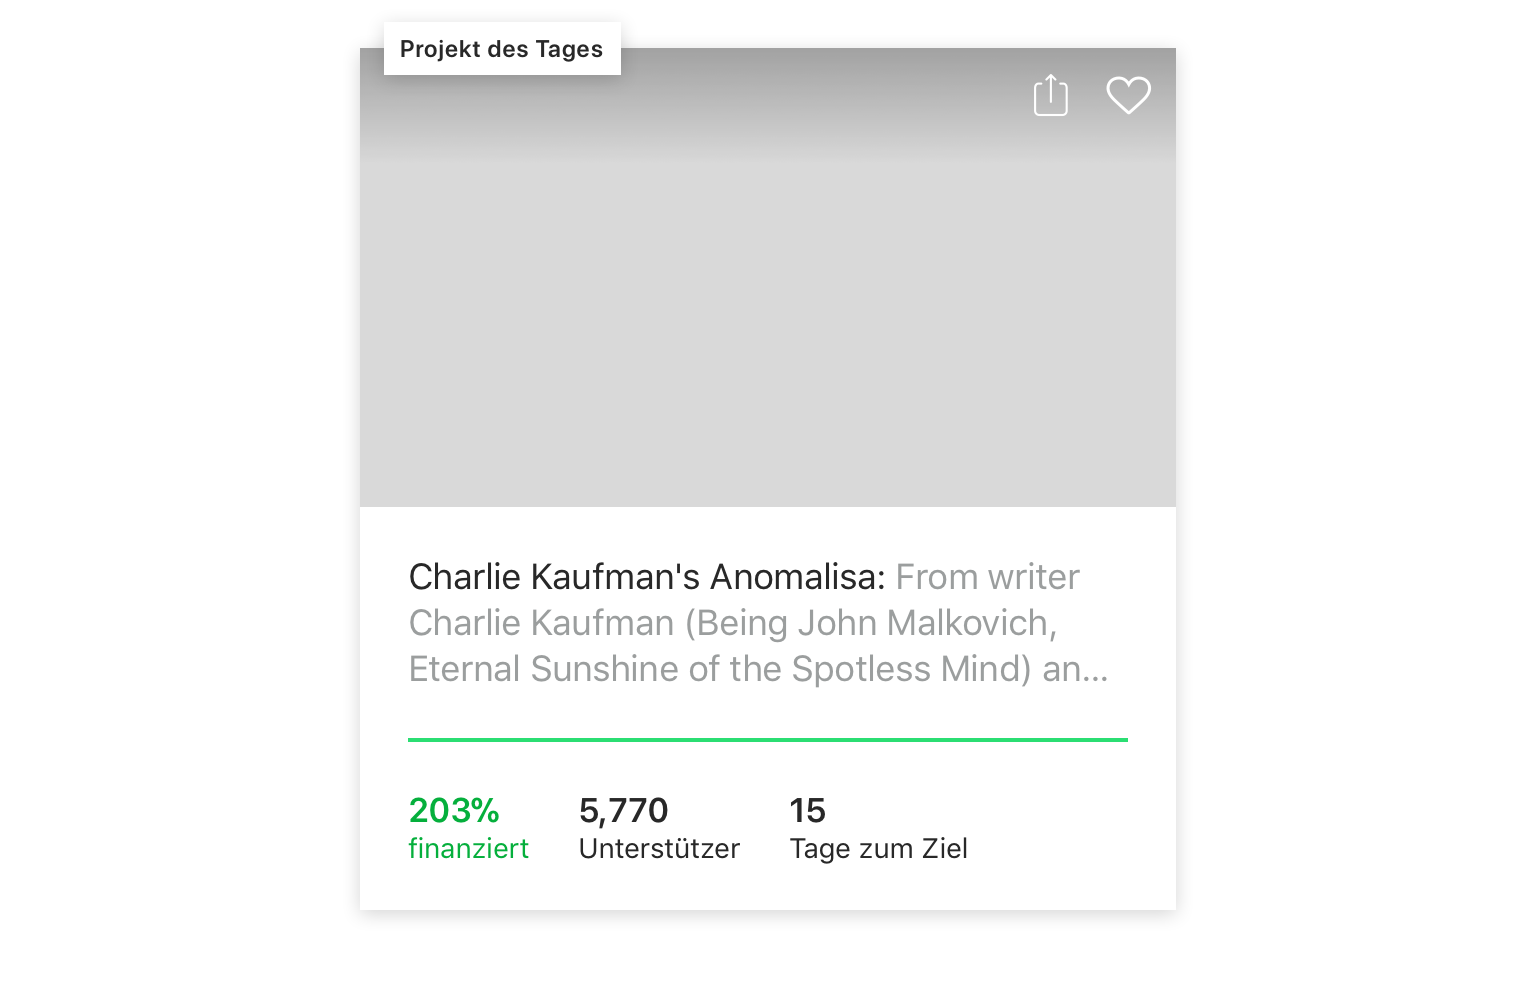 Projekt des Tages
Charlie Kaufman's Anomalisa: From writer
Charlie Kaufman (Being John Malkovich,
Eternal Sunshine of the Spotless Mind) an...
203% 5,770 15
finanziert Unterstützer Tage zum Ziel